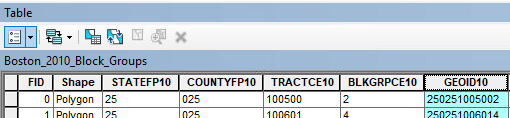 Table
Boston_2010_Block_Groups
FID Shape STATEFP10 COUNTYFP10 TRACTCE10 BLKGRPCE10 GEOID10
0 Polygon 25 025 100500 2 250251005002
1 Polygon 25 025 100601 4 250251006014